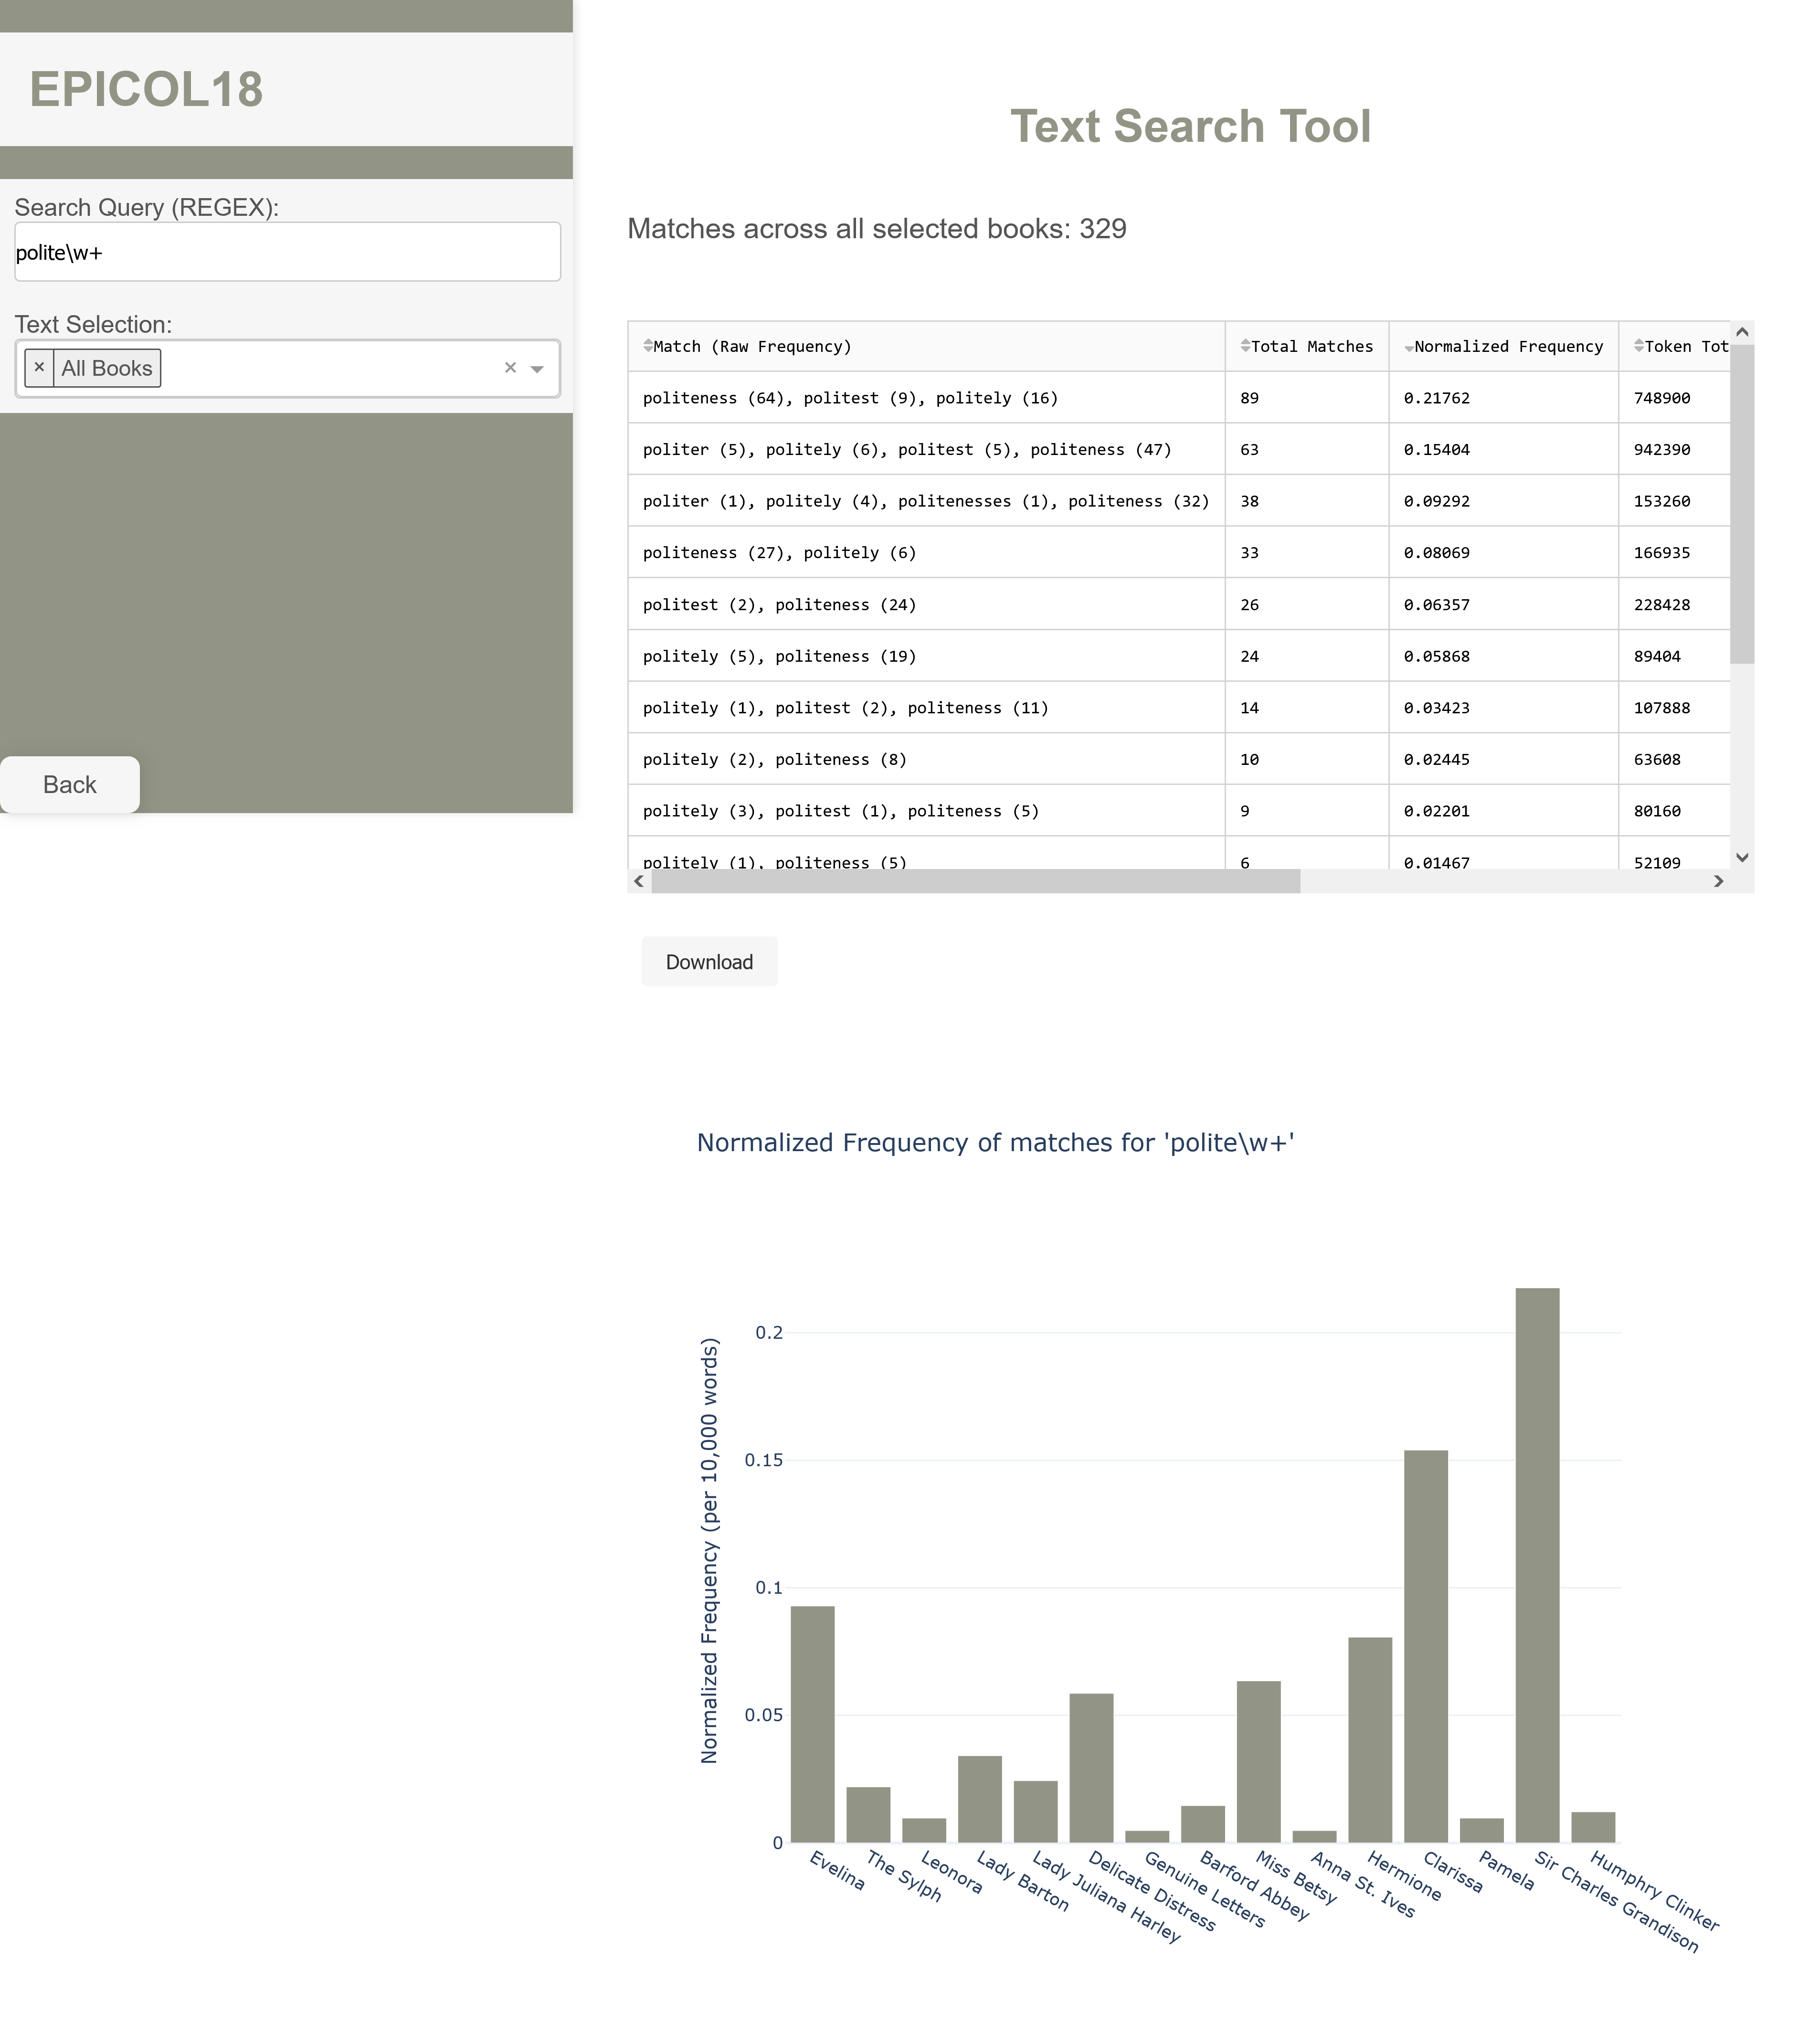 EPICOL18
Search Query (REGEX):
polite\w+
Text Selection:
× All Books × 
Back
Text Search Tool
Matches across all selected books: 329
Match (Raw Frequency) Total Matches Normalized Frequency Token Tot
politeness (64), politest (9), politely (16) 89 0.21762 748900
politer (5), politely (6), politest (5), politeness (47) 63 0.15404 942390
politer (1), politely (4), politenesses (1), politeness (32) 38 0.09292 153260
politeness (27), politely (6) 33 0.08069 166935
politest (2), politeness (24) 26 0.06357 228428
politely (5), politeness (19) 24 0.05868 89404
politely (1), politest (2), politeness (11) 14 0.03423 107888
politely (2), politeness (8) 10 0.02445 63608
politely (3), politest (1), politeness (5) 9 0.02201 80160
politely (1), politeness (5) 6 0.01467 52109
Download
Normalized Frequency of matches for 'polite\w+'
Normalized Frequency (per 10,000 words)
0.2
0.15
0.1
0.05
0
Evelina
The Sylph
Leonora
Lady Barton
Lady Juliana Harley
Delicate Distress
Genuine Letters
Barford Abbey
Miss Betsy
Anna St. Ives
Hermione
Clarissa
Pamela
Sir Charles Grandison
Humphry Clinker